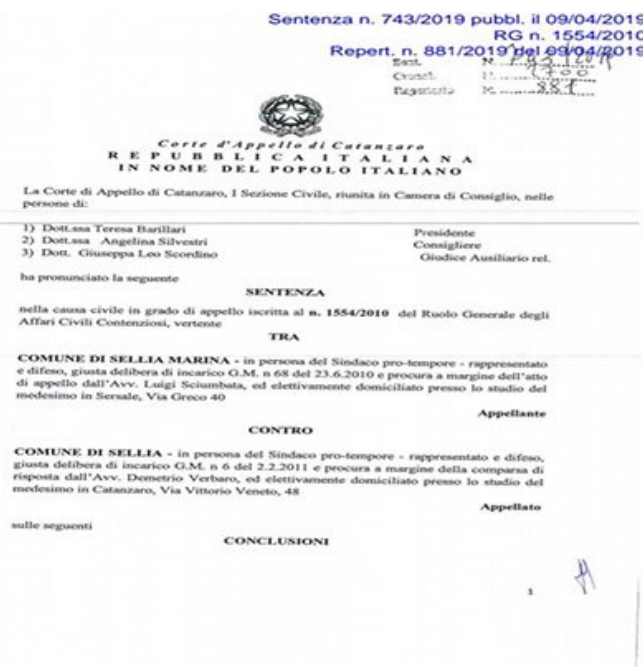 Sentenza n. 743/2019 pubbl. il 09/04/2019
RG n. 1554/2010
Repert. n. 881/2019 del 09/04/2019
Sent. N. 743/2019
Cronol. 1700
Repertorio N. 881
Corte d'Appello di Catanzaro
REPUBBLICA ITALIANA
IN NOME DEL POPOLO ITALIANO
La Corte di Appello di Catanzaro, I Sezione Civile, riunita in Camera di Consiglio, nelle
persone di:
1) Dott.ssa Teresa Barillari Presidente
2) Dott.ssa Angelina Silvestri Consigliere
3) Dott. Giuseppa Leo Scordino Giudice Ausiliario rel.
ha pronunciato la seguente
SENTENZA
nella causa civile in grado di appello iscritta al n. 1554/2010 del Ruolo Generale degli
Affari Civili Contenziosi, vertente
TRA
COMUNE DI SELLIA MARINA - in persona del Sindaco pro-tempore - rappresentato
e difeso, giusta delibera di incarico G.M. n 68 del 23.6.2010 e procura a margine dell'atto
di appello dall'Avv. Luigi Sciumbata, ed elettivamente domiciliato presso lo studio del
medesimo in Sersale, Via Greco 40
Appellante
CONTRO
COMUNE DI SELLIA - in persona del Sindaco pro-tempore - rappresentato e difeso,
giusta delibera di incarico G.M. n 6 del 2.2.2011 e procura a margine della comparsa di
risposta dall'Avv. Demetrio Verbaro, ed elettivamente domiciliato presso lo studio del
medesimo in Catanzaro, Via Vittorio Veneto, 48
Appellato
sulle seguenti
CONCLUSIONI
1